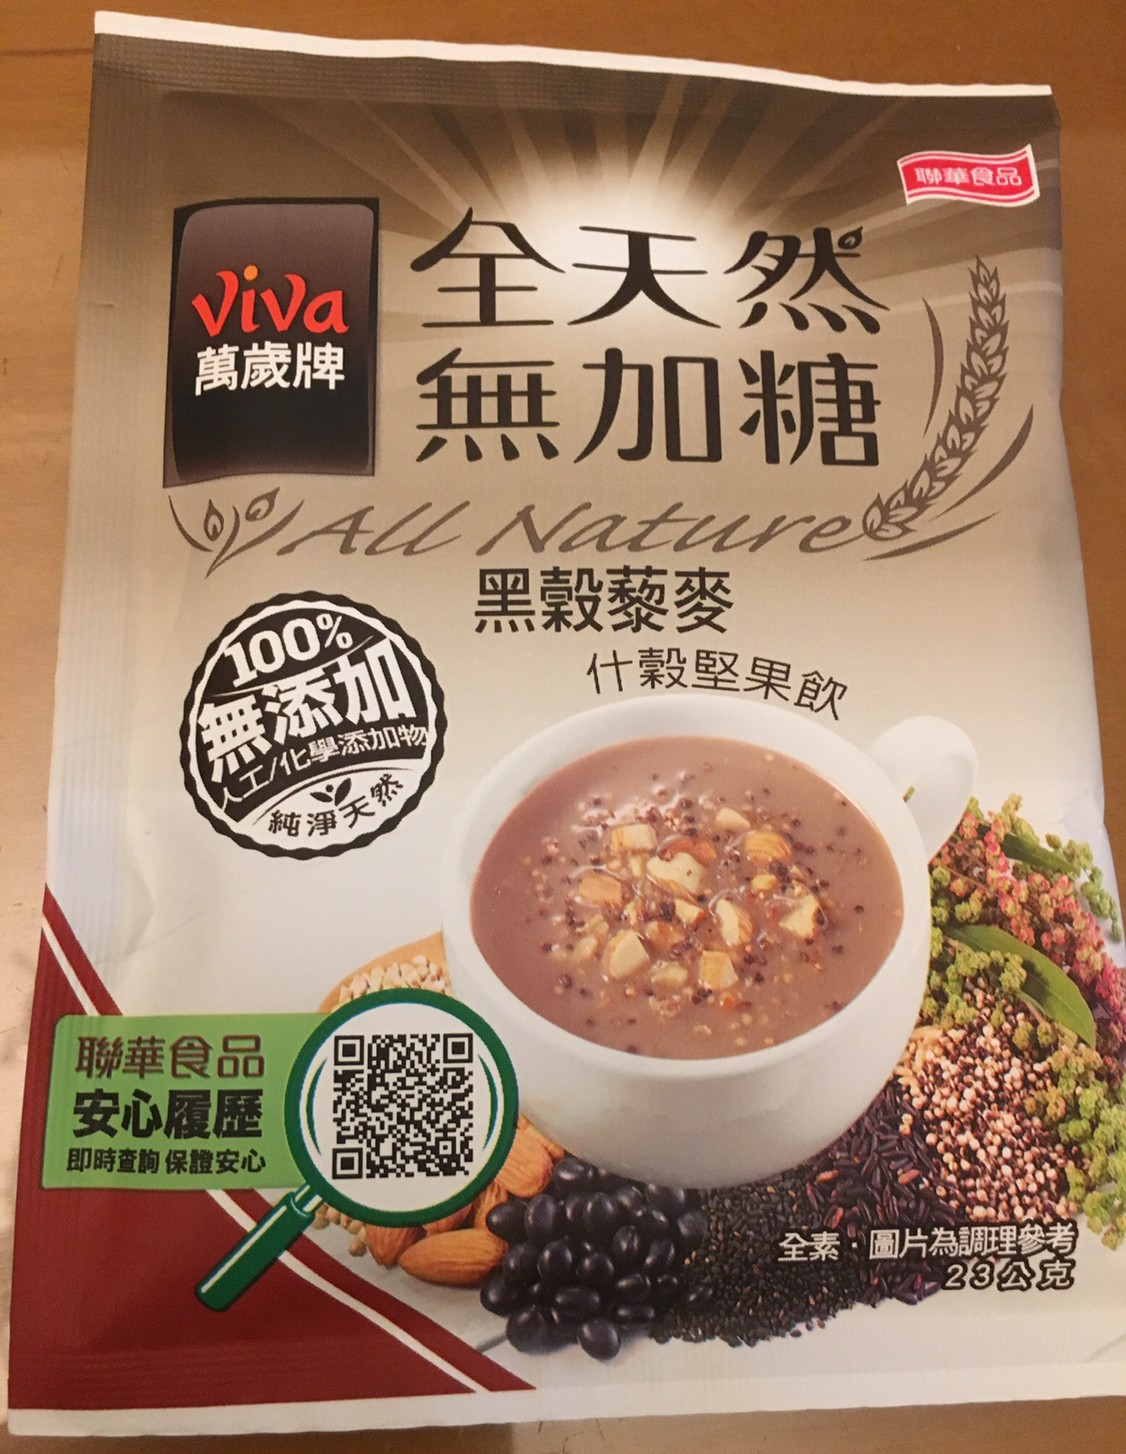 聯華食品
viva
萬歲牌
全天然
無加糖
All Nature
黑穀藜麥
什穀堅果飲
100%
無添加
人工/化學添加物
純淨天然
聯華食品
安心履歷
即時查詢 保證安心
全素·圖片為調理參考
23公克